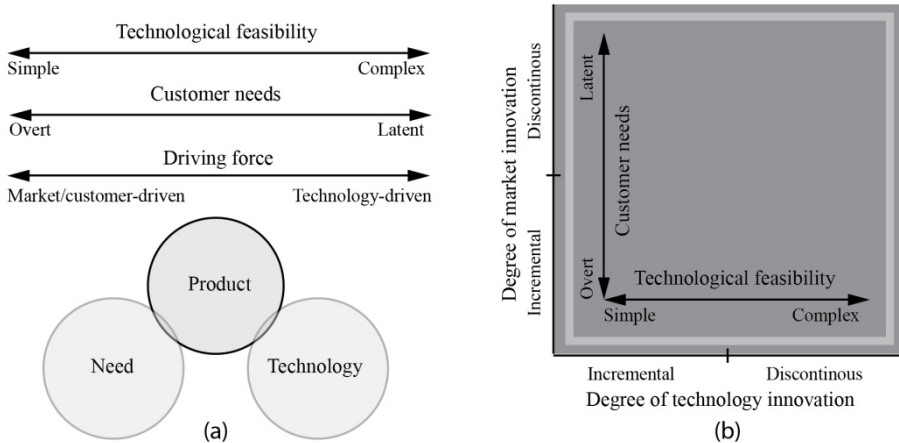 Technological feasibility
Simple Complex
Customer needs
Overt Latent
Driving force
Market/customer-driven Technology-driven
Product
Need Technology
(a)
Degree of market innovation
Incremental Discontinous
Customer needs
Overt Latent
Technological feasibility
Simple Complex
Incremental Discontinous
Degree of technology innovation
(b)